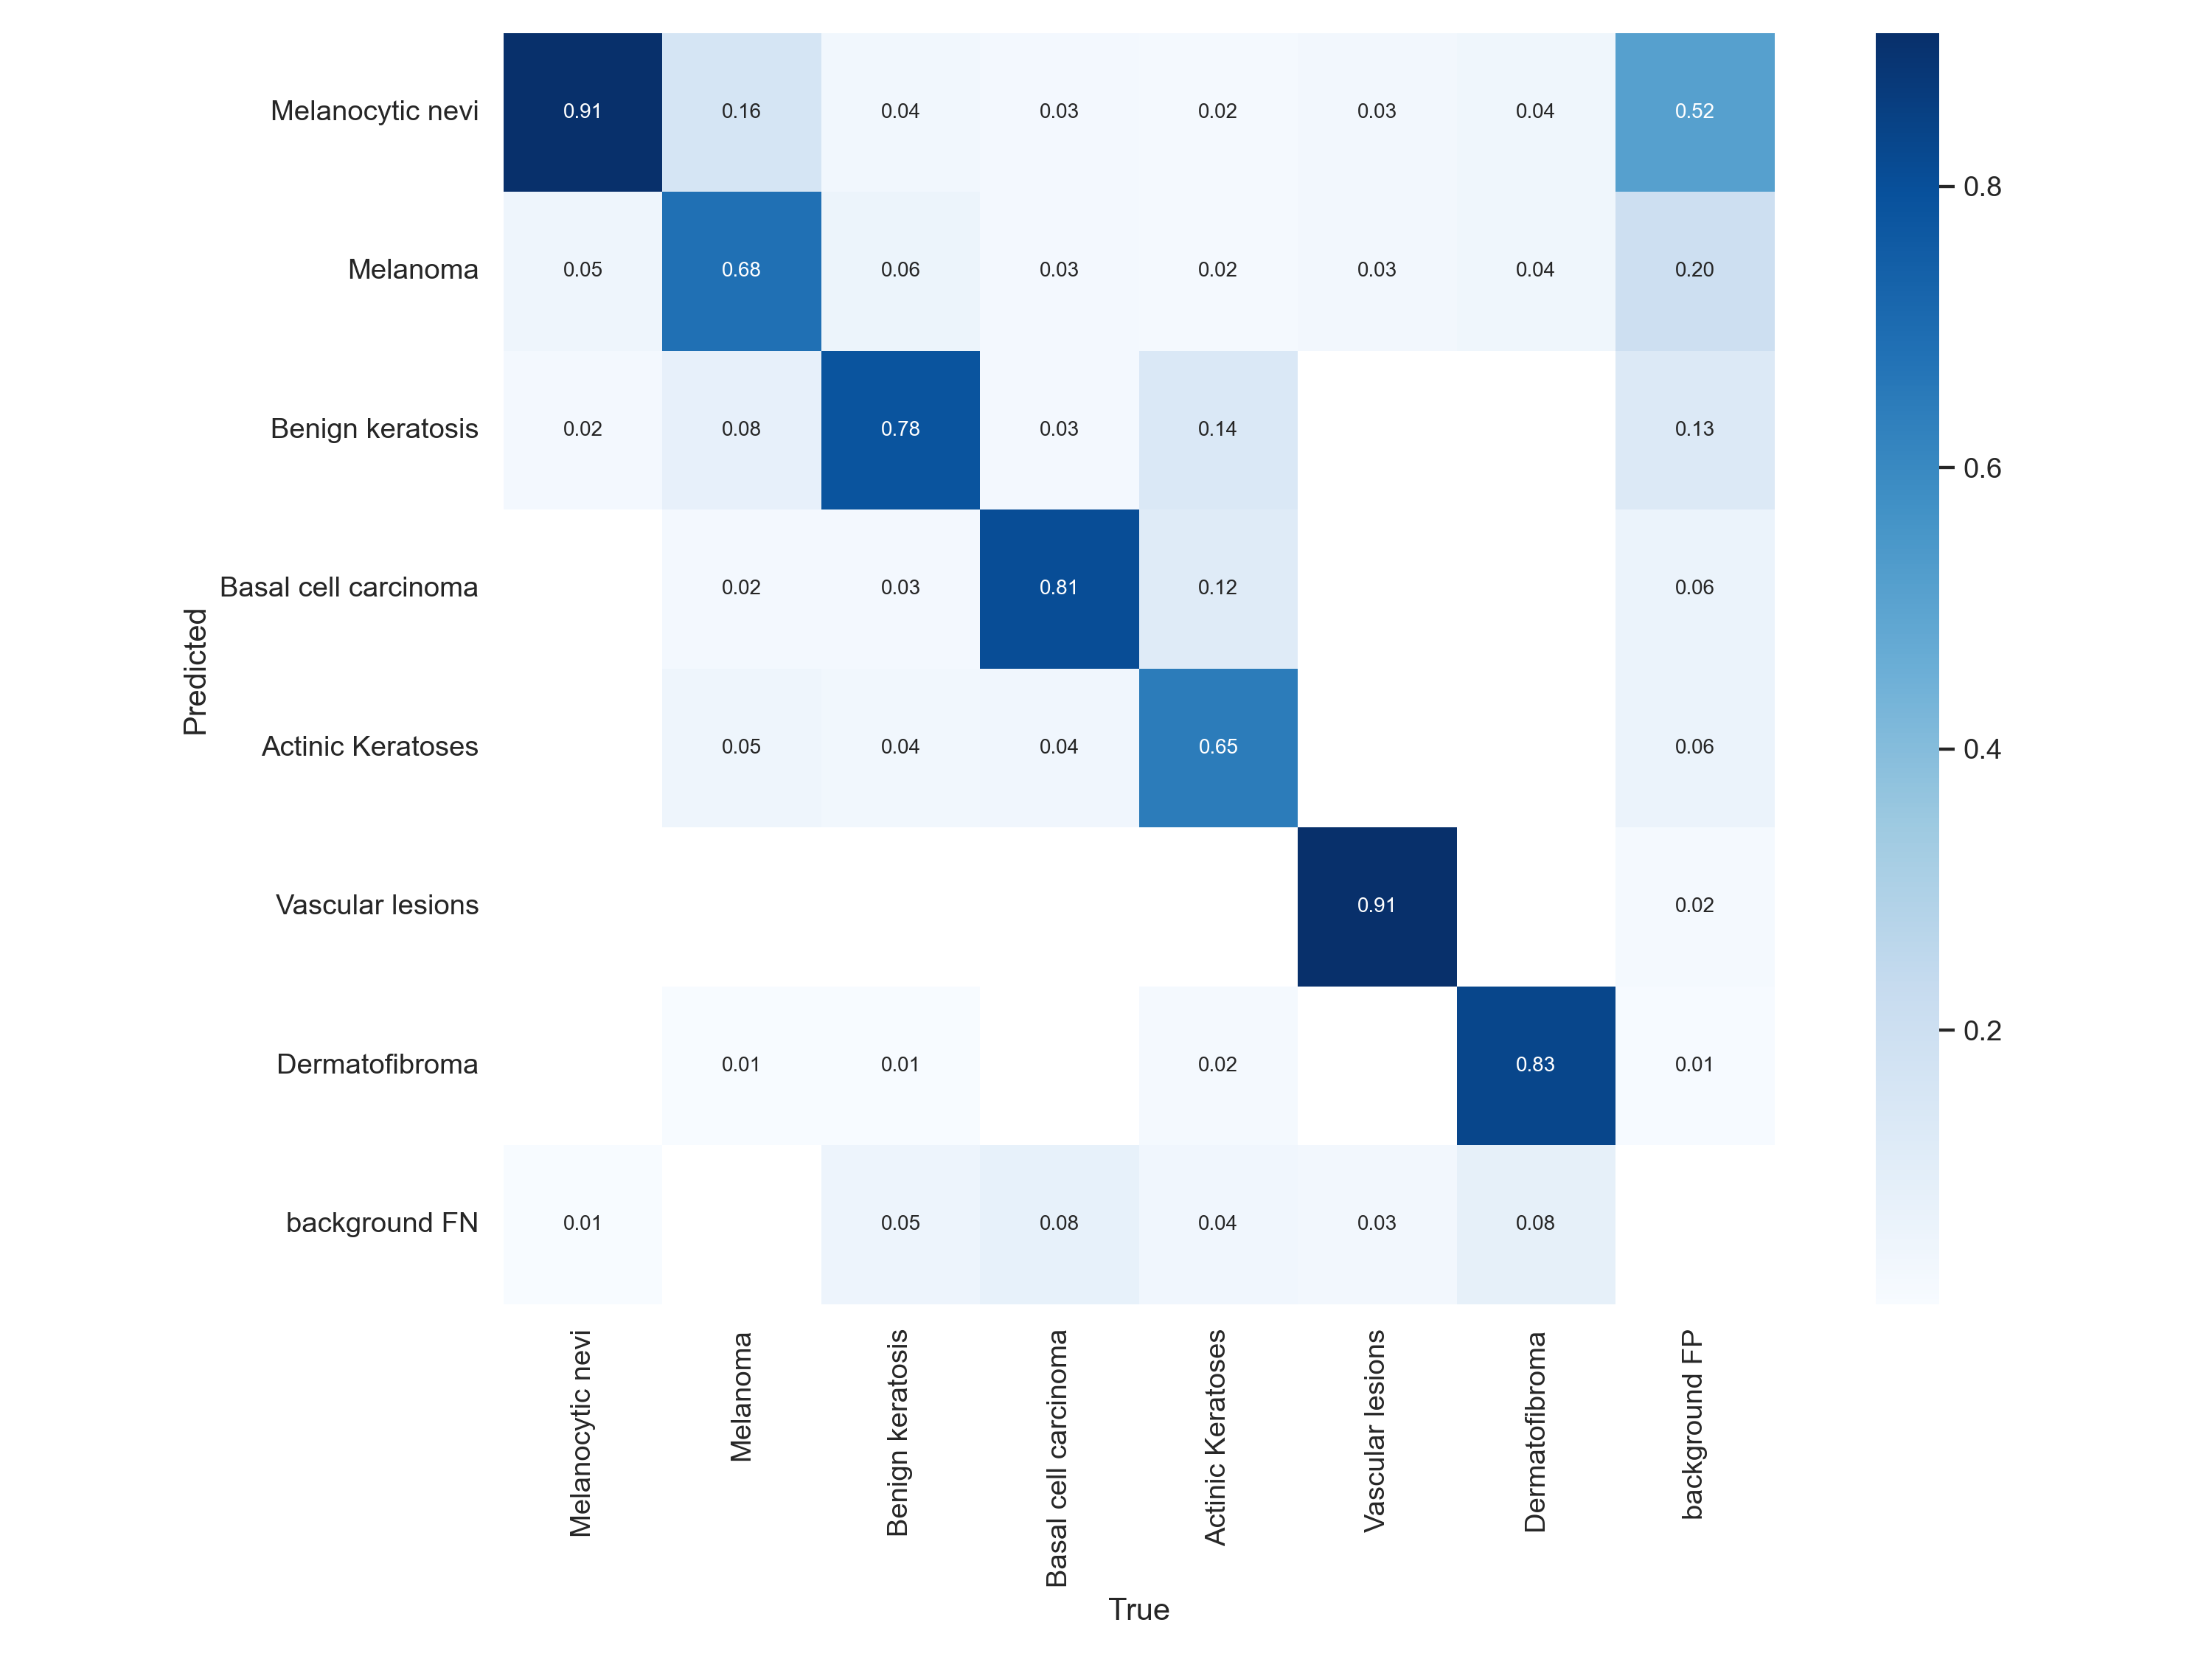 Melanocytic nevi 0.91 0.16 0.04 0.03 0.02 0.03 0.04 0.52
Melanoma 0.05 0.68 0.06 0.03 0.02 0.03 0.04 0.20
Benign keratosis 0.02 0.08 0.78 0.03 0.14 0.13
Basal cell carcinoma 0.02 0.03 0.81 0.12 0.06
Actinic Keratoses 0.05 0.04 0.04 0.65 0.06
Vascular lesions 0.91 0.02
Dermatofibroma 0.01 0.01 0.02 0.83 0.01
background FN 0.01 0.05 0.08 0.04 0.03 0.08
Predicted
Melanocytic nevi
Melanoma
Benign keratosis
Basal cell carcinoma
Actinic Keratoses
Vascular lesions
Dermatofibroma
background FP
True
0.8
0.6
0.4
0.2